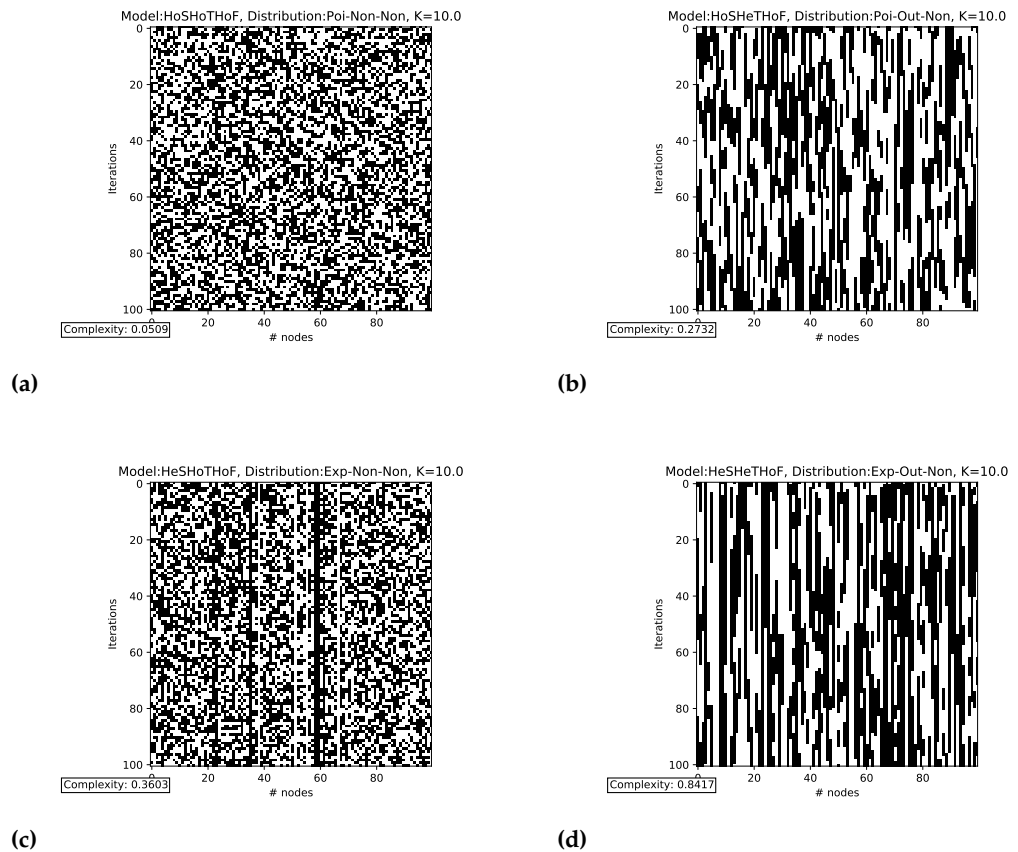 Model:HoSHoTHoF, Distribution:Poi-Non-Non, K=10.0
0
20
40
60
80
100
Iterations
0 20 40 60 80
# nodes
Complexity: 0.0509
(a)
Model:HoSHeTHoF, Distribution:Poi-Out-Non, K=10.0
0
20
40
60
80
100
Iterations
0 20 40 60 80
# nodes
Complexity: 0.2732
(b)
Model:HeSHoTHoF, Distribution:Exp-Non-Non, K=10.0
0
20
40
60
80
100
Iterations
0 20 40 60 80
# nodes
Complexity: 0.3603
(c)
Model:HeSHeTHoF, Distribution:Exp-Out-Non, K=10.0
0
20
40
60
80
100
Iterations
0 20 40 60 80
# nodes
Complexity: 0.8417
(d)